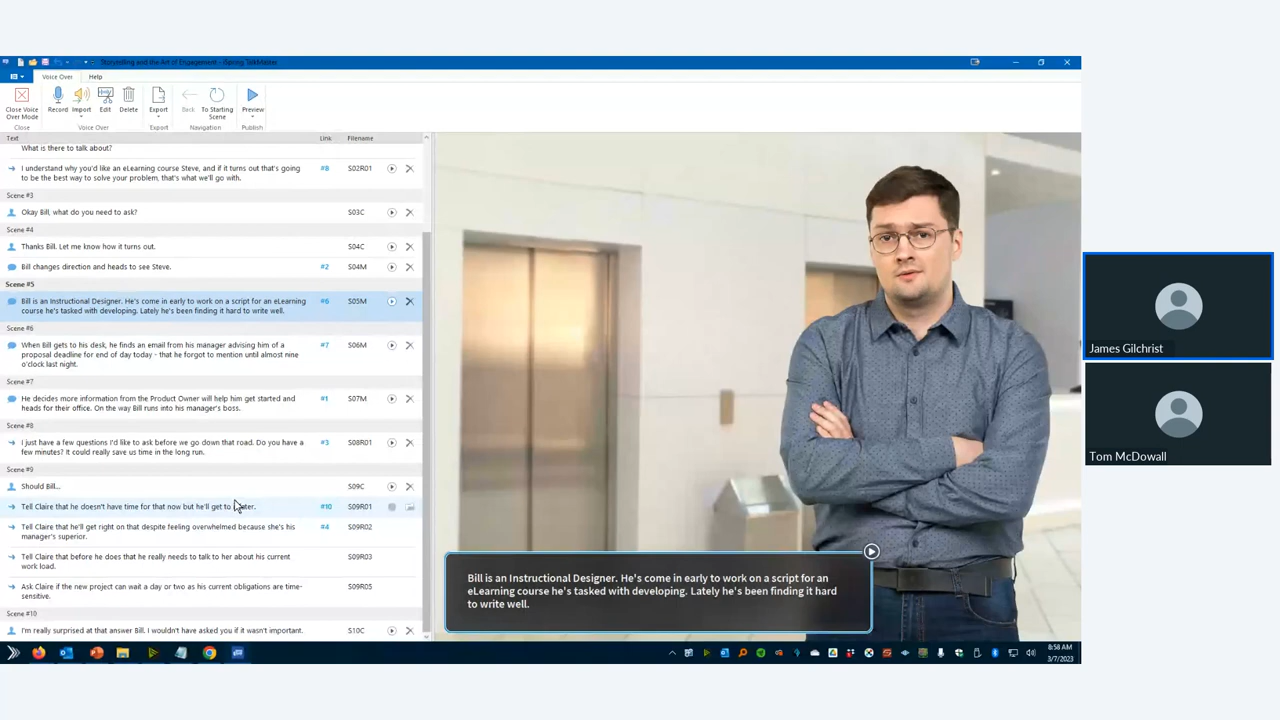 Storytelling and the Art of Engagement - iSpring TalkMaster
Voice Over
Help
Close Voice
Over Mode
Record
Import
Edit
Delete
Export
Back
To Starting
Scene
Preview
Close
Voice Over
Export
Navigation
Publish
Text
Link
Filename
What is there to talk about?
I understand why you'd like an eLearning course Steve, and if it turns out that's going
to be the best way to solve your problem, that's what we'll go with.
#8
S02R01
Scene #3
Okay Bill, what do you need to ask?
S03C
Scene #4
Thanks Bill. Let me know how it turns out.
S04C
Bill changes direction and heads to see Steve.
#2
S04M
Scene #5
Bill is an Instructional Designer. He's come in early to work on a script for an eLearning
course he's tasked with developing. Lately he's been finding it hard to write well.
#6
S05M
Scene #6
When Bill gets to his desk, he finds an email from his manager advising him of a
proposal deadline for end of day today - that he forgot to mention until almost nine
o'clock last night.
#7
S06M
Scene #7
He decides more information from the Product Owner will help him get started and
heads for their office. On the way Bill runs into his manager's boss.
#1
S07M
Scene #8
I just have a few questions I'd like to ask before we go down that road. Do you have a
few minutes? It could really save us time in the long run.
#3
S08R01
Scene #9
Should Bill...
S09C
Tell Claire that he doesn't have time for that now but he'll get to
#10
S09R01
Tell Claire that he'll get right on that despite feeling overwhelmed because she's his
manager's superior.
#4
S09R02
Tell Claire that before he does that he really needs to talk to her about his current
work load.
S09R03
Ask Claire if the new project can wait a day or two as his current obligations are time-
sensitive.
S09R05
Scene #10
I'm really surprised at that answer Bill. I wouldn't have asked you if it wasn't important.
S10C
Bill is an Instructional Designer. He's come in early to work on a script for an
eLearning course he's tasked with developing. Lately he's been finding it hard
to write well.
James Gilchrist
Tom McDowall
8:58 AM
3/7/2023